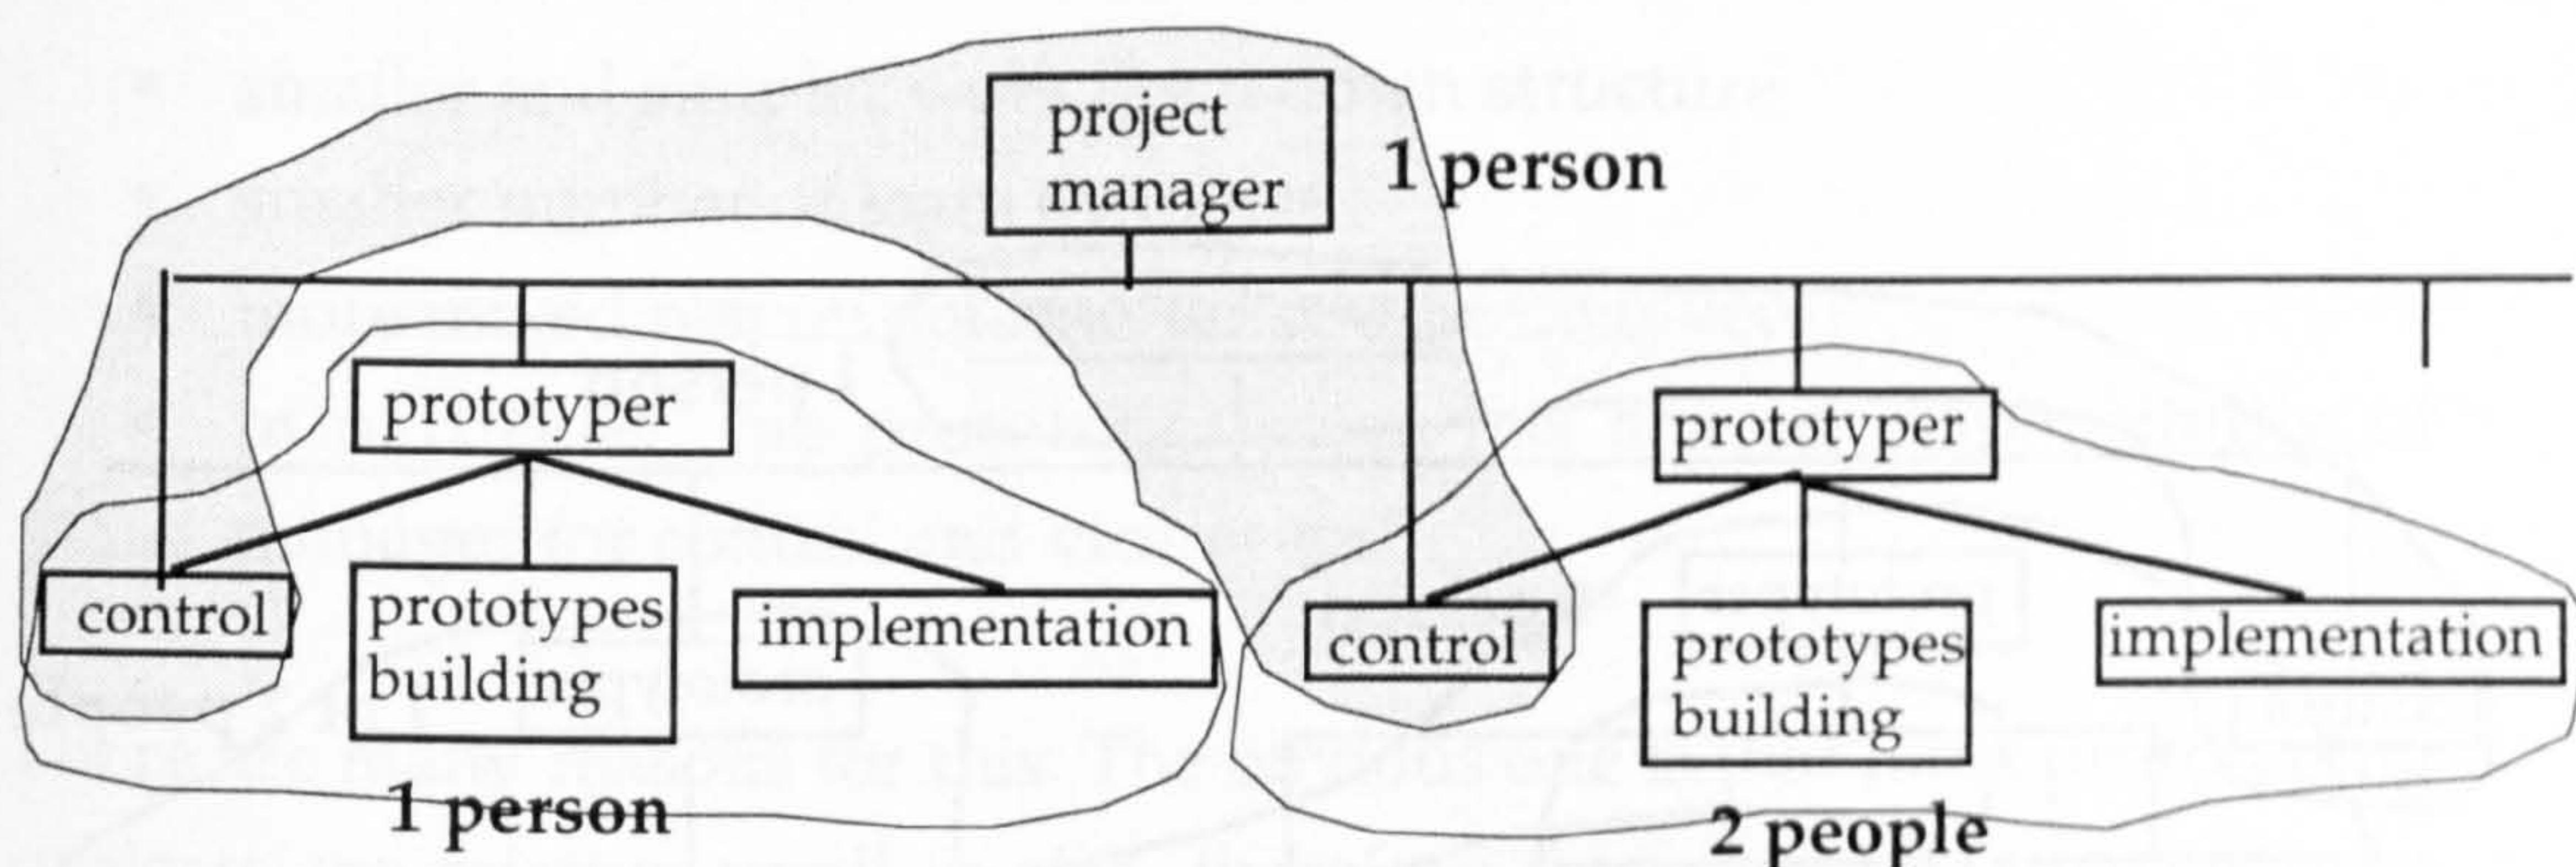 project
manager
1 person
prototyper
prototyper
control
prototypes
building
implementation
control
prototypes
building
implementation
1 person
2 people